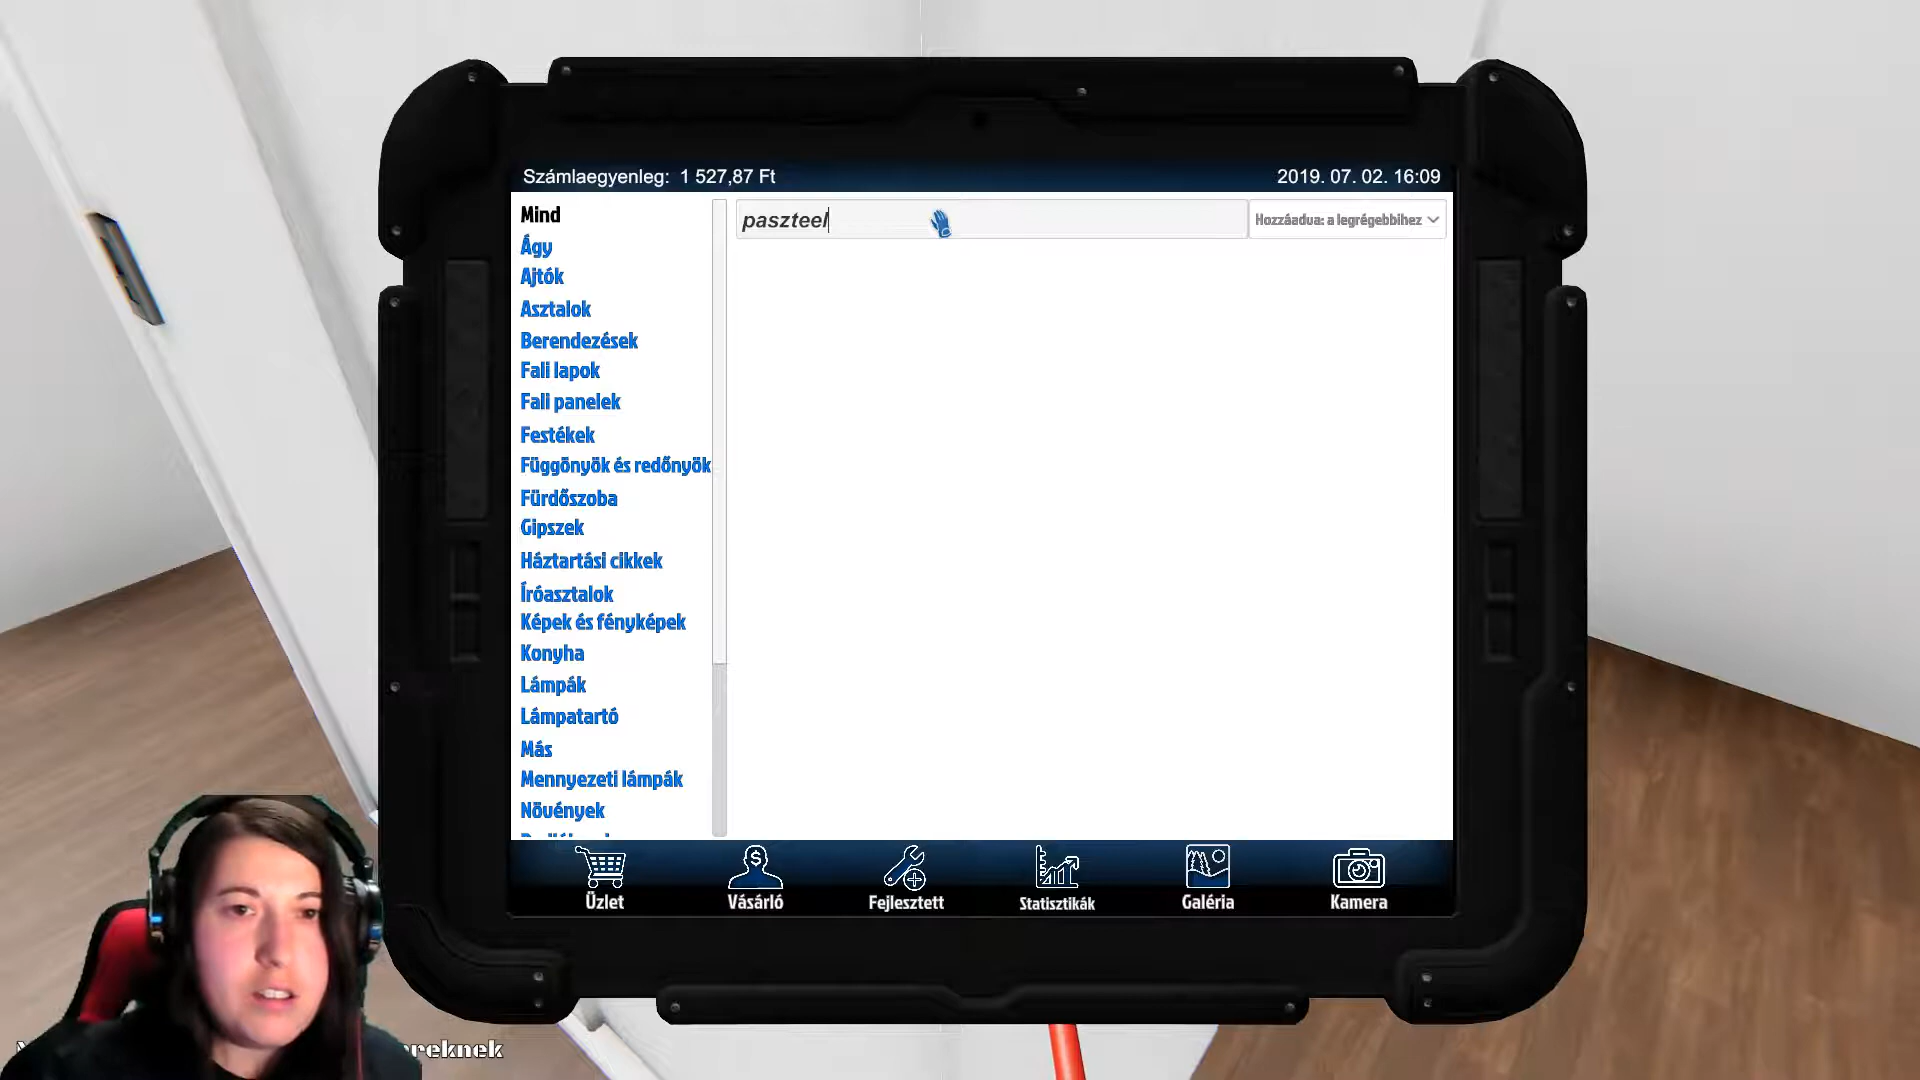 Számlaegyenleg: 1 527,87 Ft
2019. 07. 02. 16:09
Mind
Ágy
Ajtók
Asztalok
Berendezések
Fali lapok
Fali panelek
Festékek
Függönyök és redőnyök
Fürdőszoba
Gipszek
Háztartási cikkek
Íróasztalok
Képek és fényképek
Konyha
Lámpák
Lámpatartó
Más
Mennyezeti lámpák
Növények
paszteel
Hozzáadva: a legrégebbihez
Üzlet
Vásárló
Fejlesztett
Statisztikák
Galéria
Kamera